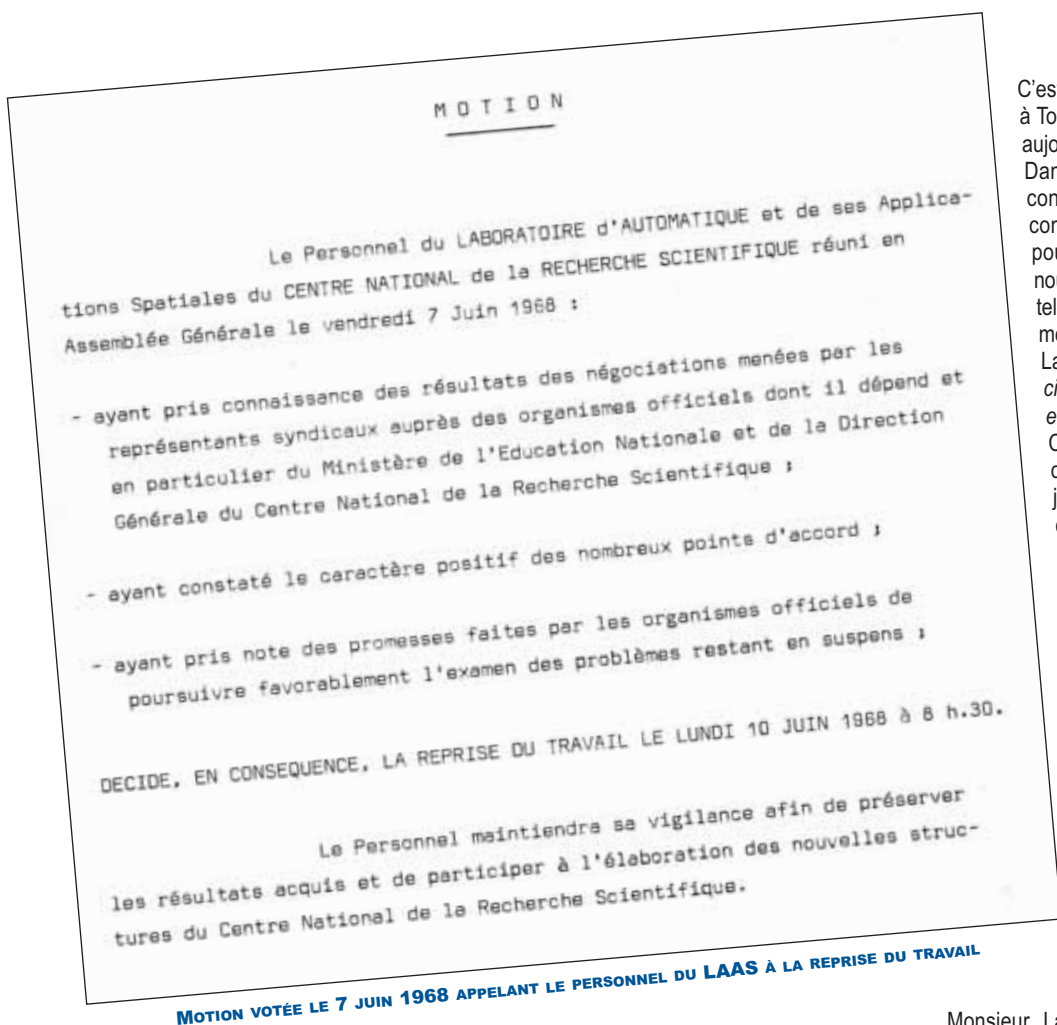 M O T I O N
Le Personnel du LABORATOIRE d'AUTOMATIQUE et de ses Applica-
tions Spatiales du CENTRE NATIONAL de la RECHERCHE SCIENTIFIQUE réuni en
Assemblée Générale le vendredi 7 Juin 1968 :
- ayant pris connaissance des résultats des négociations menées par les
représentants syndicaux auprès des organismes officiels dont il dépend et
en particulier du Ministère de l'Education Nationale et de la Direction
Générale du Centre National de la Recherche Scientifique ;
- ayant constaté le caractère positif des nombreux points d'accord ;
- ayant pris note des promesses faites par les organismes officiels de
poursuivre favorablement l'examen des problèmes restant en suspens ;
DECIDE, EN CONSEQUENCE, LA REPRISE DU TRAVAIL LE LUNDI 10 JUIN 1968 à 8 h.30.
Le Personnel maintiendra sa vigilance afin de préserver
les résultats acquis et de participer à l'élaboration des nouvelles struc-
tures du Centre National de la Recherche Scientifique.
MOTION VOTÉE LE 7 JUIN 1968 APPELANT LE PERSONNEL DU LAAS À LA REPRISE DU TRAVAIL
C'es
à To
aujo
Dan
con
con
pou
nou
tel
me
La
ci
e
C
j
Monsieur La